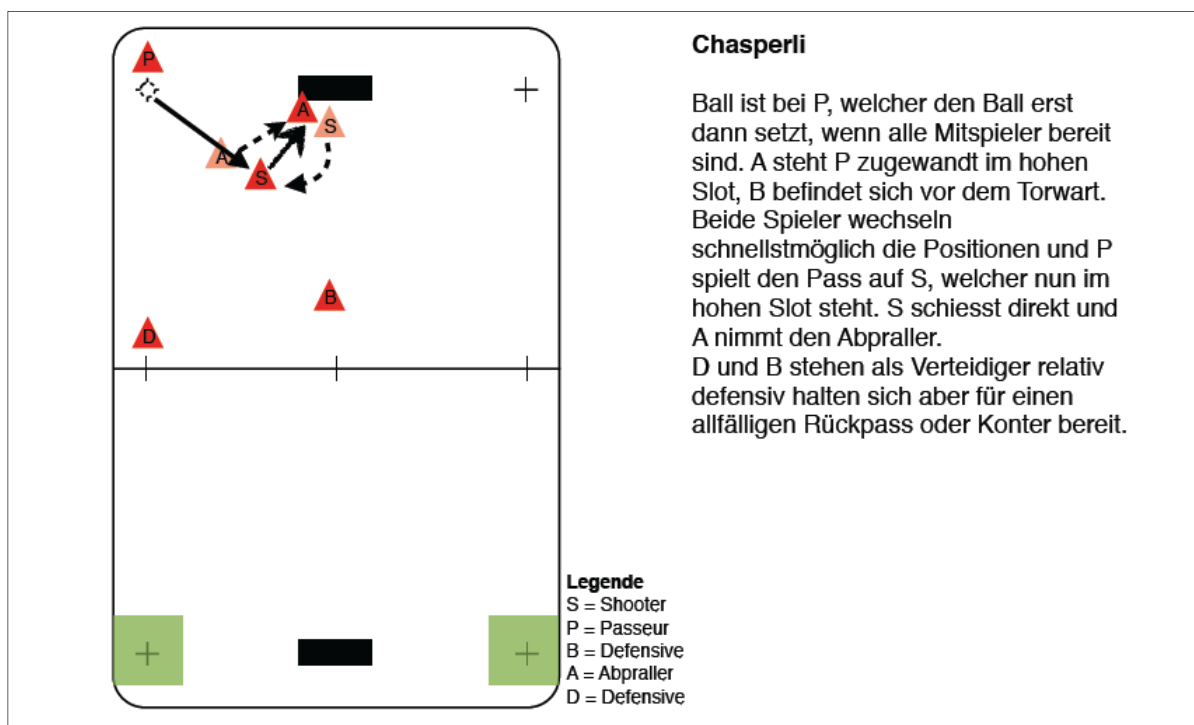 Chasperli
Ball ist bei P, welcher den Ball erst
dann setzt, wenn alle Mitspieler bereit
sind. A steht P zugewandt im hohen
Slot, B befindet sich vor dem Torwart.
Beide Spieler wechseln
schnellstmöglich die Positionen und P
spielt den Pass auf S, welcher nun im
hohen Slot steht. S schiesst direkt und
A nimmt den Abpraller.
D und B stehen als Verteidiger relativ
defensiv halten sich aber für einen
allfälligen Rückpass oder Konter bereit.
P
A
S
A
S
B
D
Legende
S = Shooter
P = Passeur
B = Defensive
A = Abpraller
D = Defensive